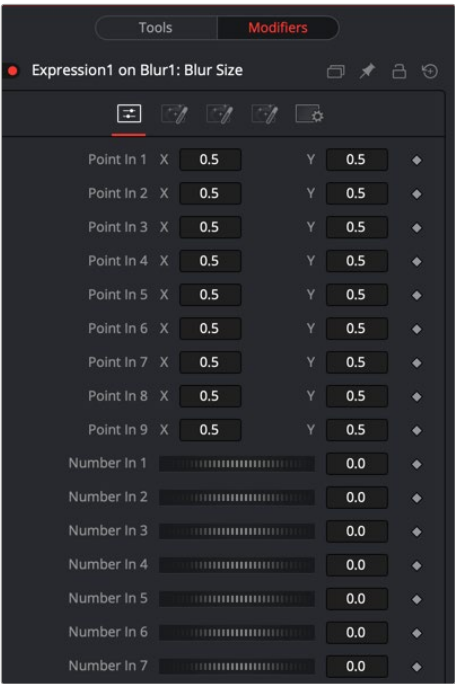 Tools Modifiers
Expression1 on Blur1: Blur Size
Point In 1 X 0.5 Y 0.5
Point In 2 X 0.5 Y 0.5
Point In 3 X 0.5 Y 0.5
Point In 4 X 0.5 Y 0.5
Point In 5 X 0.5 Y 0.5
Point In 6 X 0.5 Y 0.5
Point In 7 X 0.5 Y 0.5
Point In 8 X 0.5 Y 0.5
Point In 9 X 0.5 Y 0.5
Number In 1 0.0
Number In 2 0.0
Number In 3 0.0
Number In 4 0.0
Number In 5 0.0
Number In 6 0.0
Number In 7 0.0